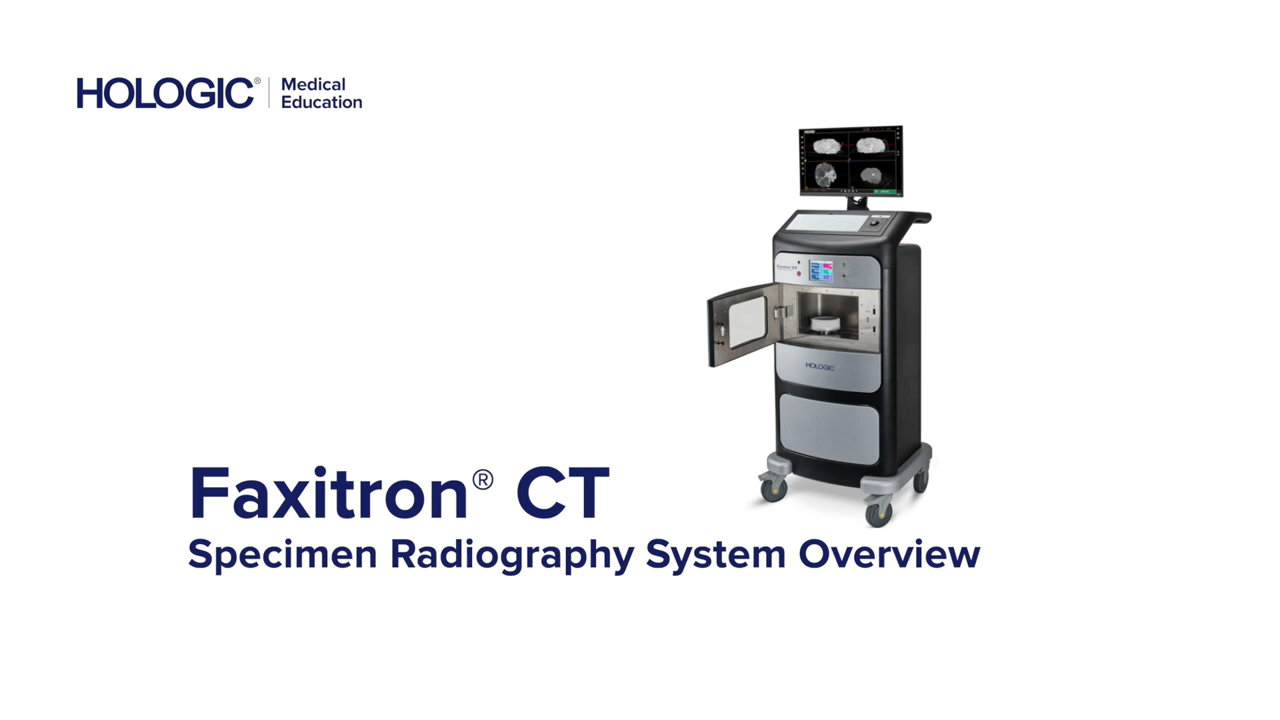 HOLOGIC®
Medical
Education
HOLOGIC
Faxitron® CT
Specimen Radiography System Overview